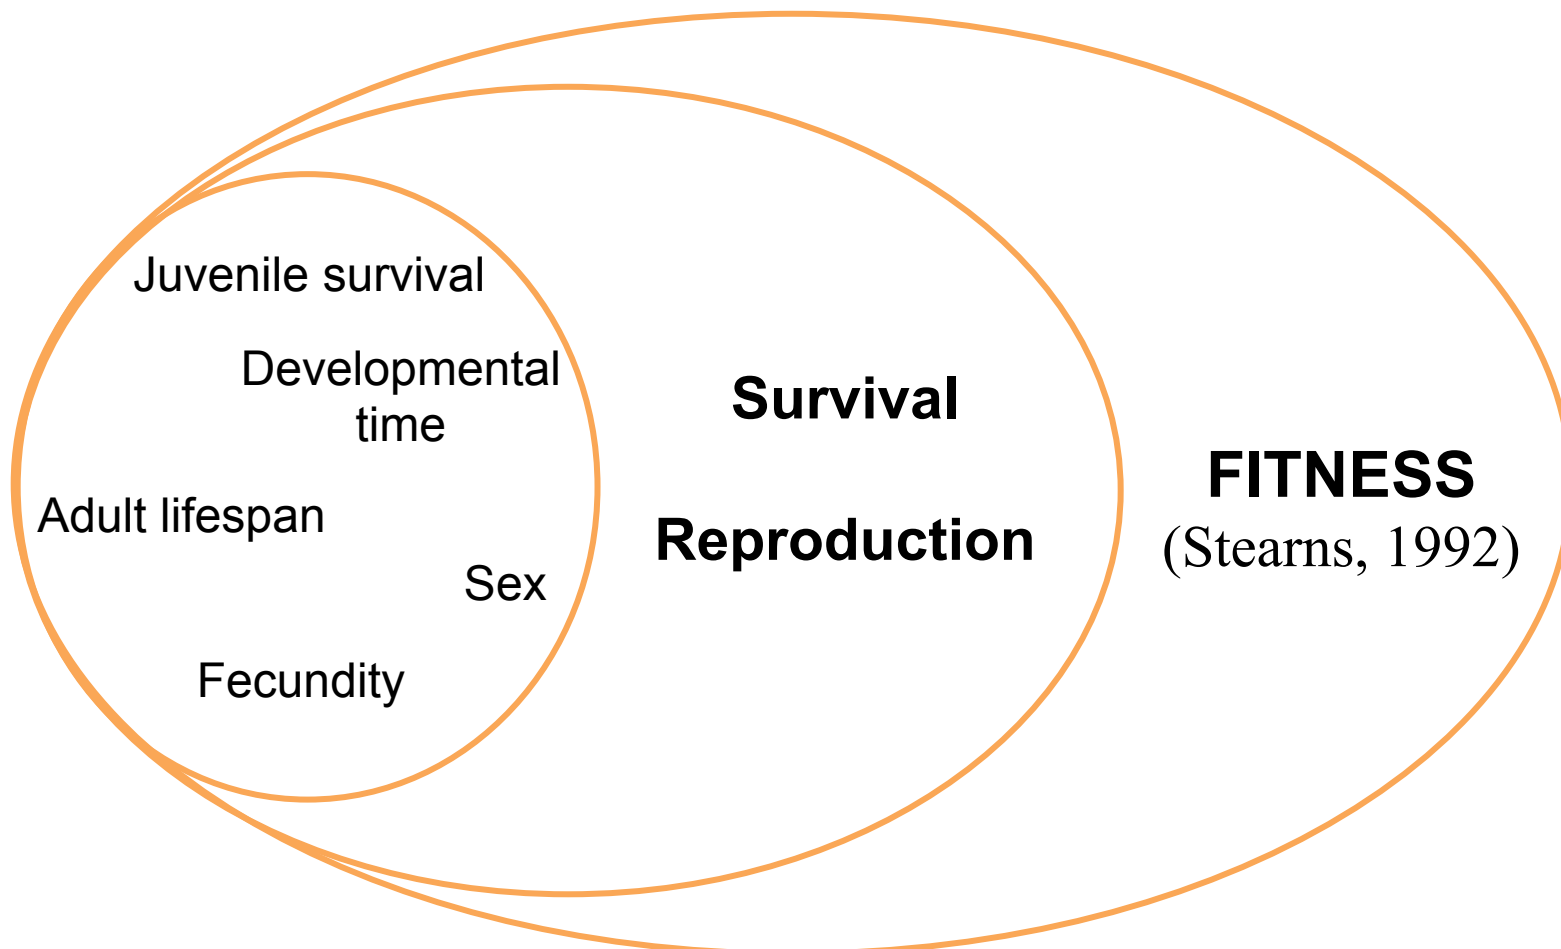 Juvenile survival
Developmental
time
Adult lifespan
Sex
Fecundity
Survival
Reproduction
FITNESS
(Stearns, 1992)